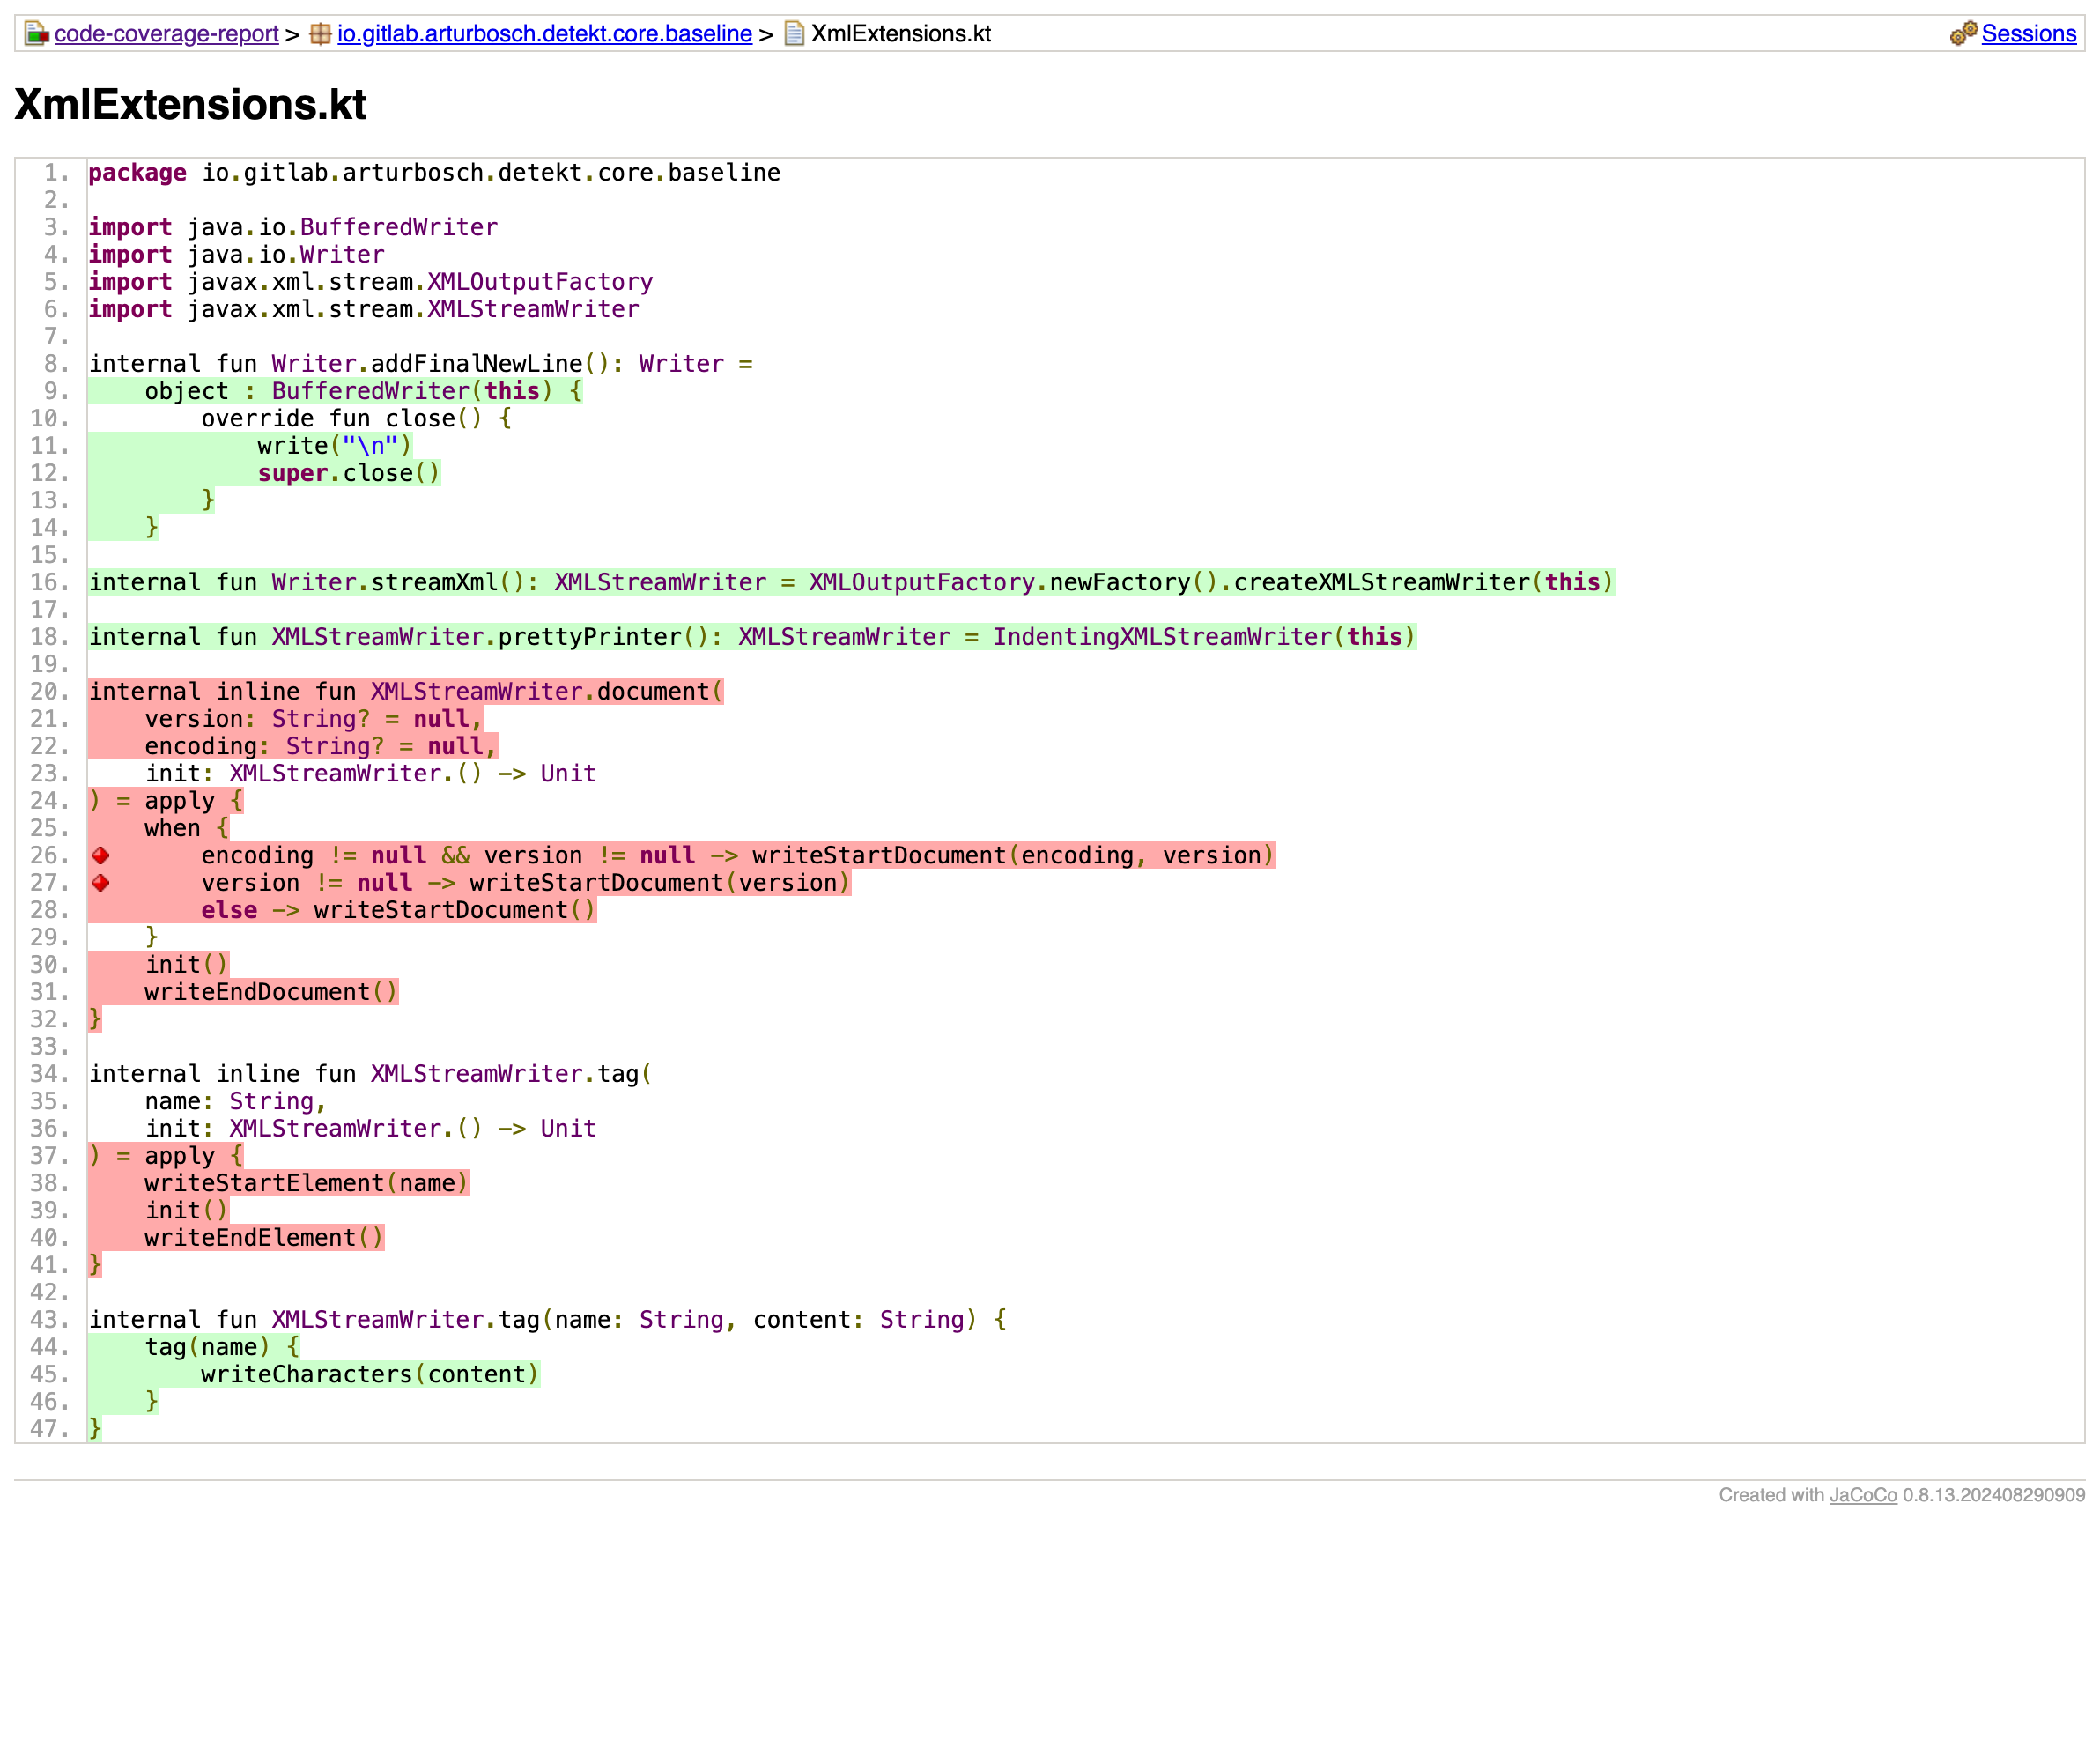 code-coverage-report > io.gitlab.arturbosch.detekt.core.baseline > XmlExtensions.kt Sessions
XmlExtensions.kt
1. package io.gitlab.arturbosch.detekt.core.baseline
2.
3. import java.io.BufferedWriter
4. import java.io.Writer
5. import javax.xml.stream.XMLOutputFactory
6. import javax.xml.stream.XMLStreamWriter
7.
8. internal fun Writer.addFinalNewLine(): Writer =
9.     object : BufferedWriter(this) {
10.         override fun close() {
11.             write("\n")
12.             super.close()
13.         }
14.     }
15.
16. internal fun Writer.streamXml(): XMLStreamWriter = XMLOutputFactory.newFactory().createXMLStreamWriter(this)
17.
18. internal fun XMLStreamWriter.prettyPrinter(): XMLStreamWriter = IndentingXMLStreamWriter(this)
19.
20. internal inline fun XMLStreamWriter.document(
21.     version: String? = null,
22.     encoding: String? = null,
23.     init: XMLStreamWriter.() -> Unit
24. ) = apply {
25.     when {
26.         encoding != null && version != null -> writeStartDocument(encoding, version)
27.         version != null -> writeStartDocument(version)
28.         else -> writeStartDocument()
29.     }
30.     init()
31.     writeEndDocument()
32. }
33.
34. internal inline fun XMLStreamWriter.tag(
35.     name: String,
36.     init: XMLStreamWriter.() -> Unit
37. ) = apply {
38.     writeStartElement(name)
39.     init()
40.     writeEndElement()
41. }
42.
43. internal fun XMLStreamWriter.tag(name: String, content: String) {
44.     tag(name) {
45.         writeCharacters(content)
46.     }
47. }
Created with JaCoCo 0.8.13.202408290909